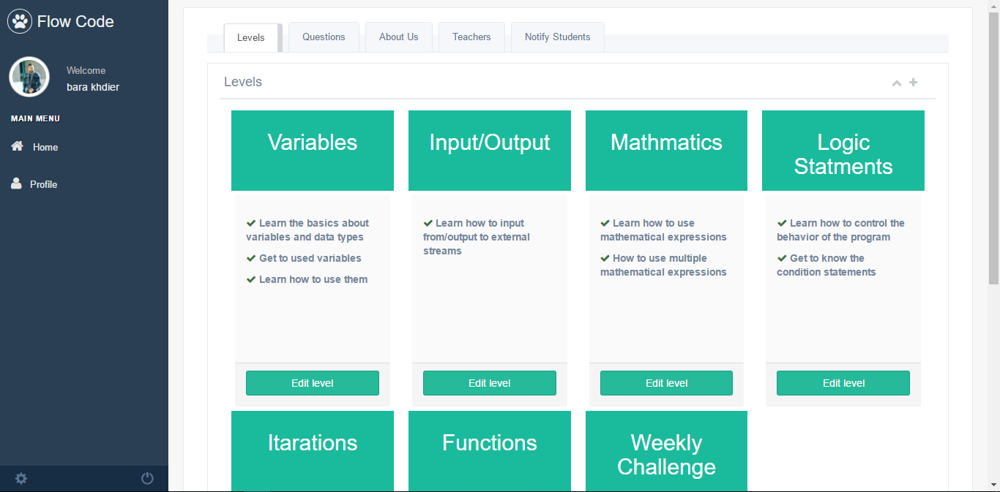 Flow Code
Welcome
bara khdier
MAIN MENU
Home
Profile
Levels
Questions
About Us
Teachers
Notify Students
Levels
Variables
Learn the basics about
variables and data types
Get to used variables
Learn how to use them
Edit level
Input/Output
Learn how to input
from/output to external
streams
Edit level
Mathmatics
Learn how to use
mathematical expressions
How to use multiple
mathematical expressions
Edit level
Logic
Statments
Learn how to control the
behavior of the program
Get to know the
condition statements
Edit level
Itarations
Functions
Weekly
Challenge